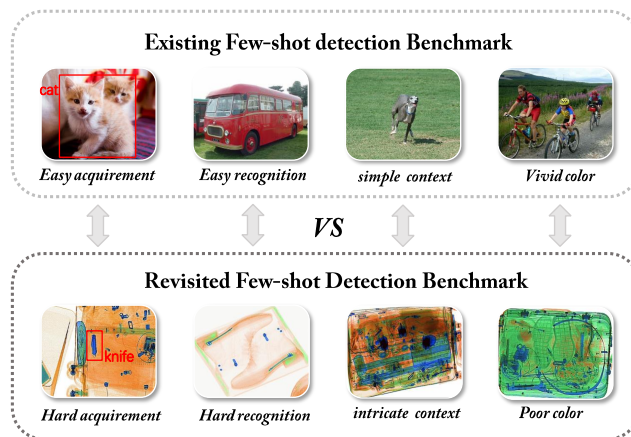 Existing Few-shot detection Benchmark
cat
Easy acquirement
Easy recognition
simple context
Vivid color
VS
Revisited Few-shot Detection Benchmark
knife
Hard acquirement
Hard recognition
intricate context
Poor color